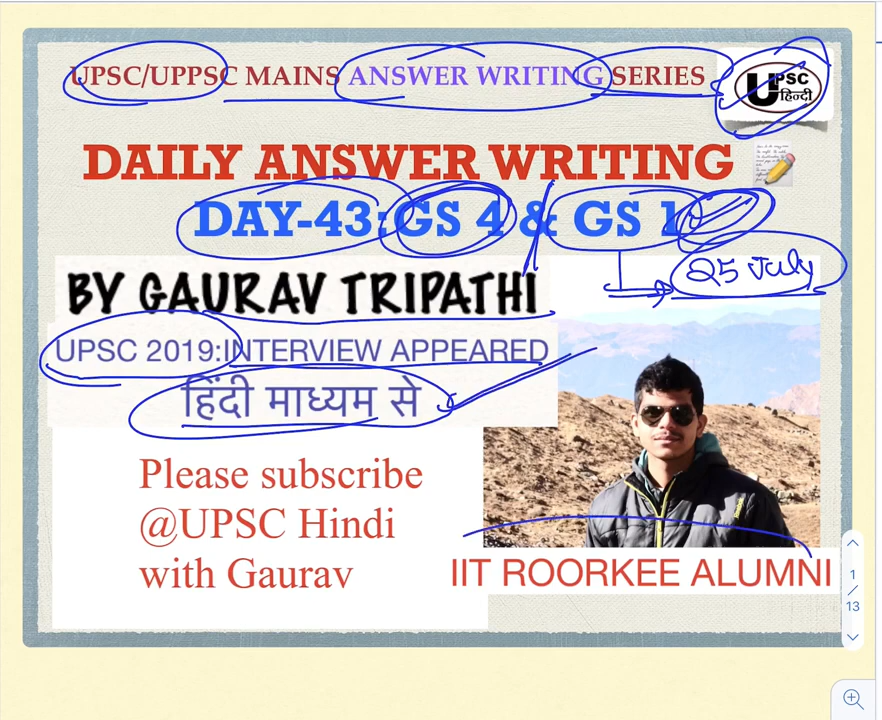 UPSC/UPPSC MAINS ANSWER WRITING SERIES
UPSC
हिन्दी
DAILY ANSWER WRITING
DAY-43:GS 4 & GS 1
25 July
BY GAURAV TRIPATHI
UPSC 2019:INTERVIEW APPEARED
हिंदी माध्यम से
Please subscribe
@UPSC Hindi
with Gaurav
IIT ROORKEE ALUMNI
1
/
13